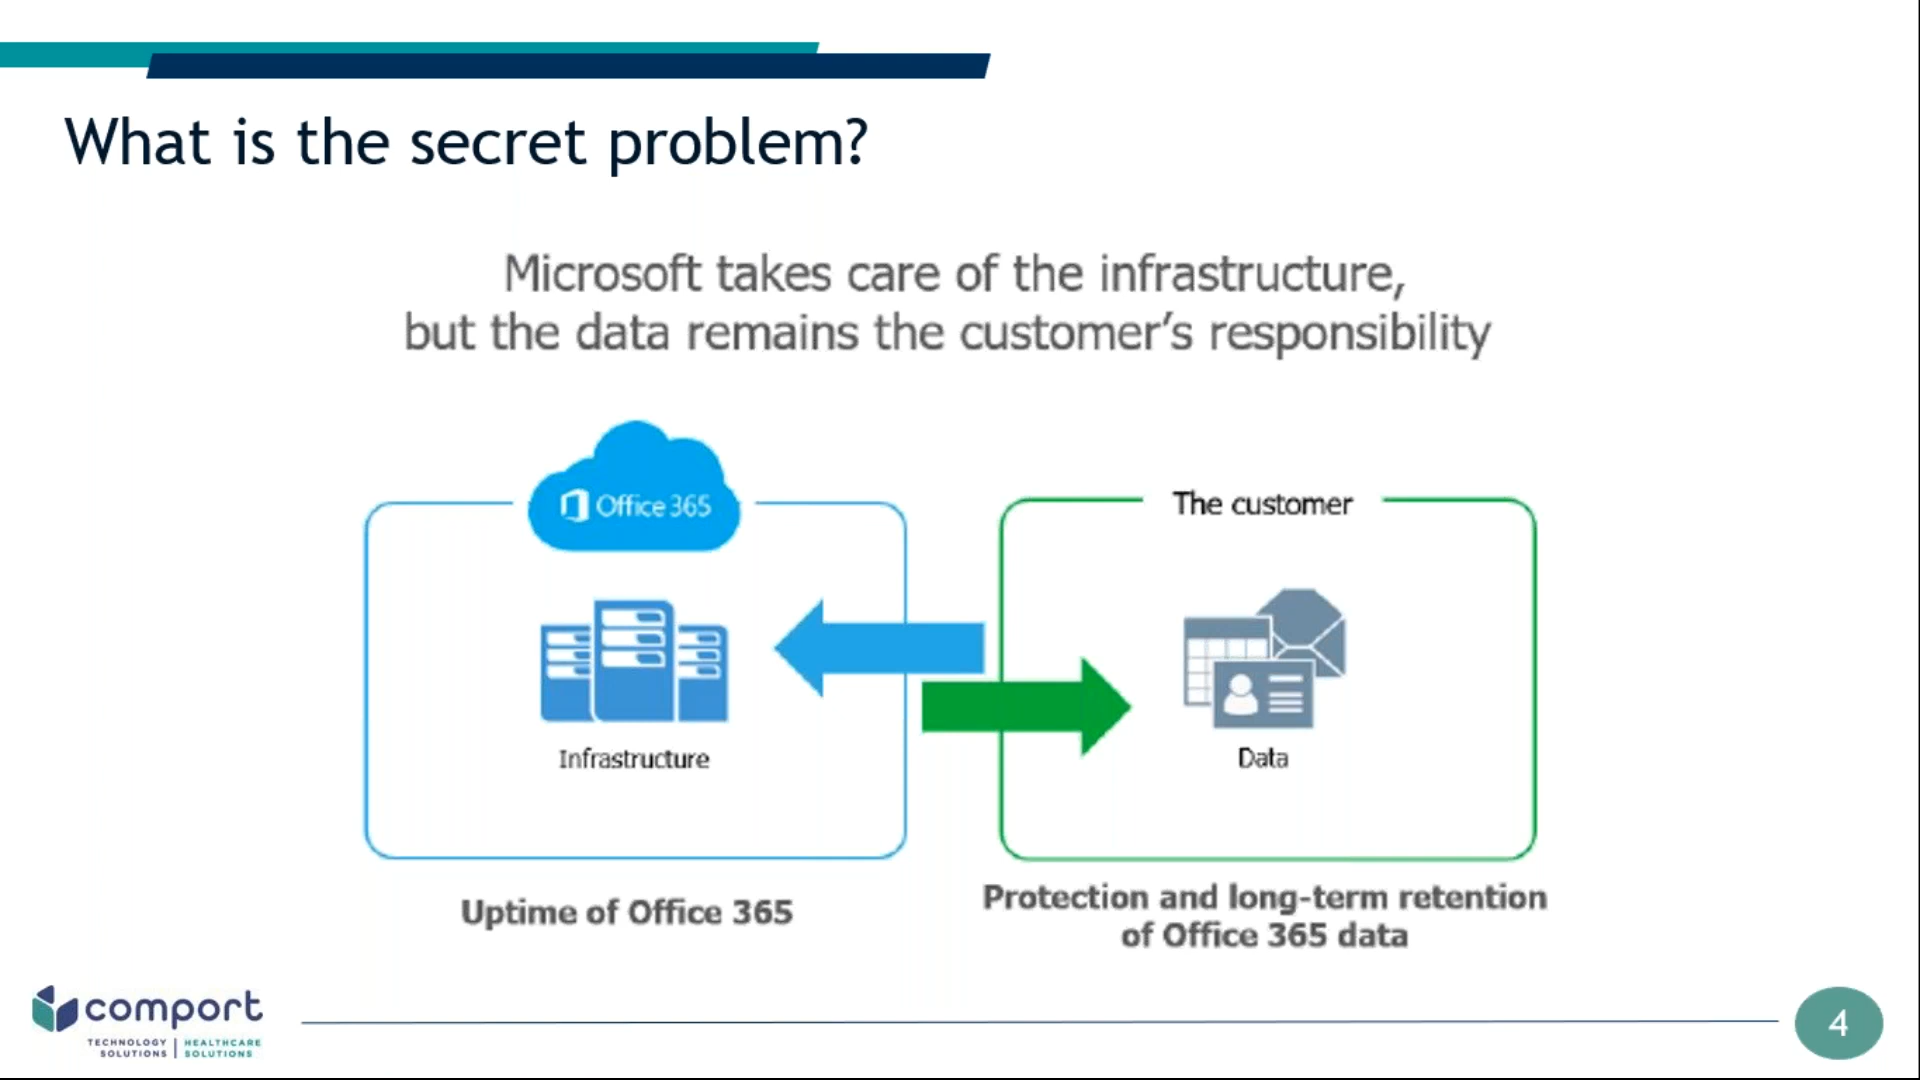 What is the secret problem?
Microsoft takes care of the infrastructure,
but the data remains the customer's responsibility
Office 365
The customer
Infrastructure
Data
Uptime of Office 365
Protection and long-term retention
of Office 365 data
comport
TECHNOLOGY SOLUTIONS | HEALTHCARE SOLUTIONS
4